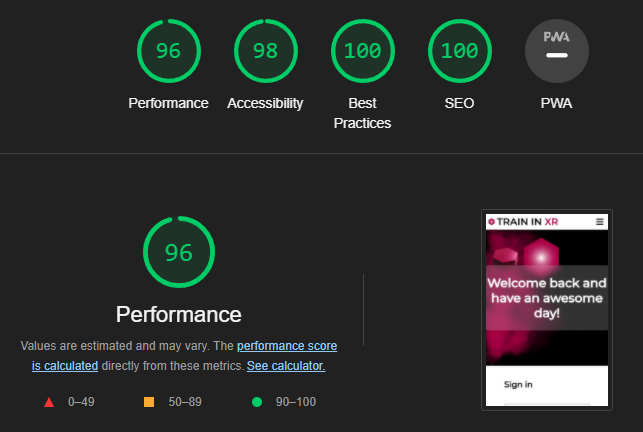 96
98
100
100
PWA
Performance
Accessibility
Best
Practices
SEO
PWA
96
Performance
Values are estimated and may vary. The performance score
is calculated directly from these metrics. See calculator.
0–49
50–89
90–100
TRAIN IN XR
Welcome back and
have an awesome
day!
Sign in